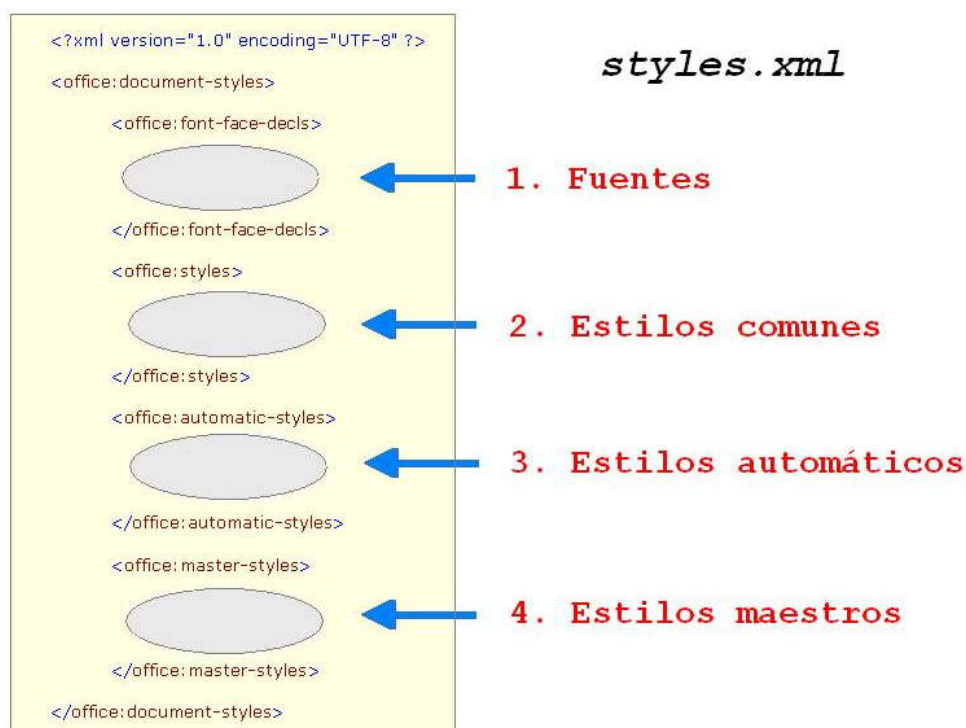 <?xml version="1.0" encoding="UTF-8" ?>
styles.xml
<office:document-styles>
<office:font-face-decls>
1. Fuentes
</office:font-face-decls>
<office:styles>
2. Estilos comunes
</office:styles>
<office:automatic-styles>
3. Estilos automáticos
</office:automatic-styles>
<office:master-styles>
4. Estilos maestros
</office:master-styles>
</office:document-styles>